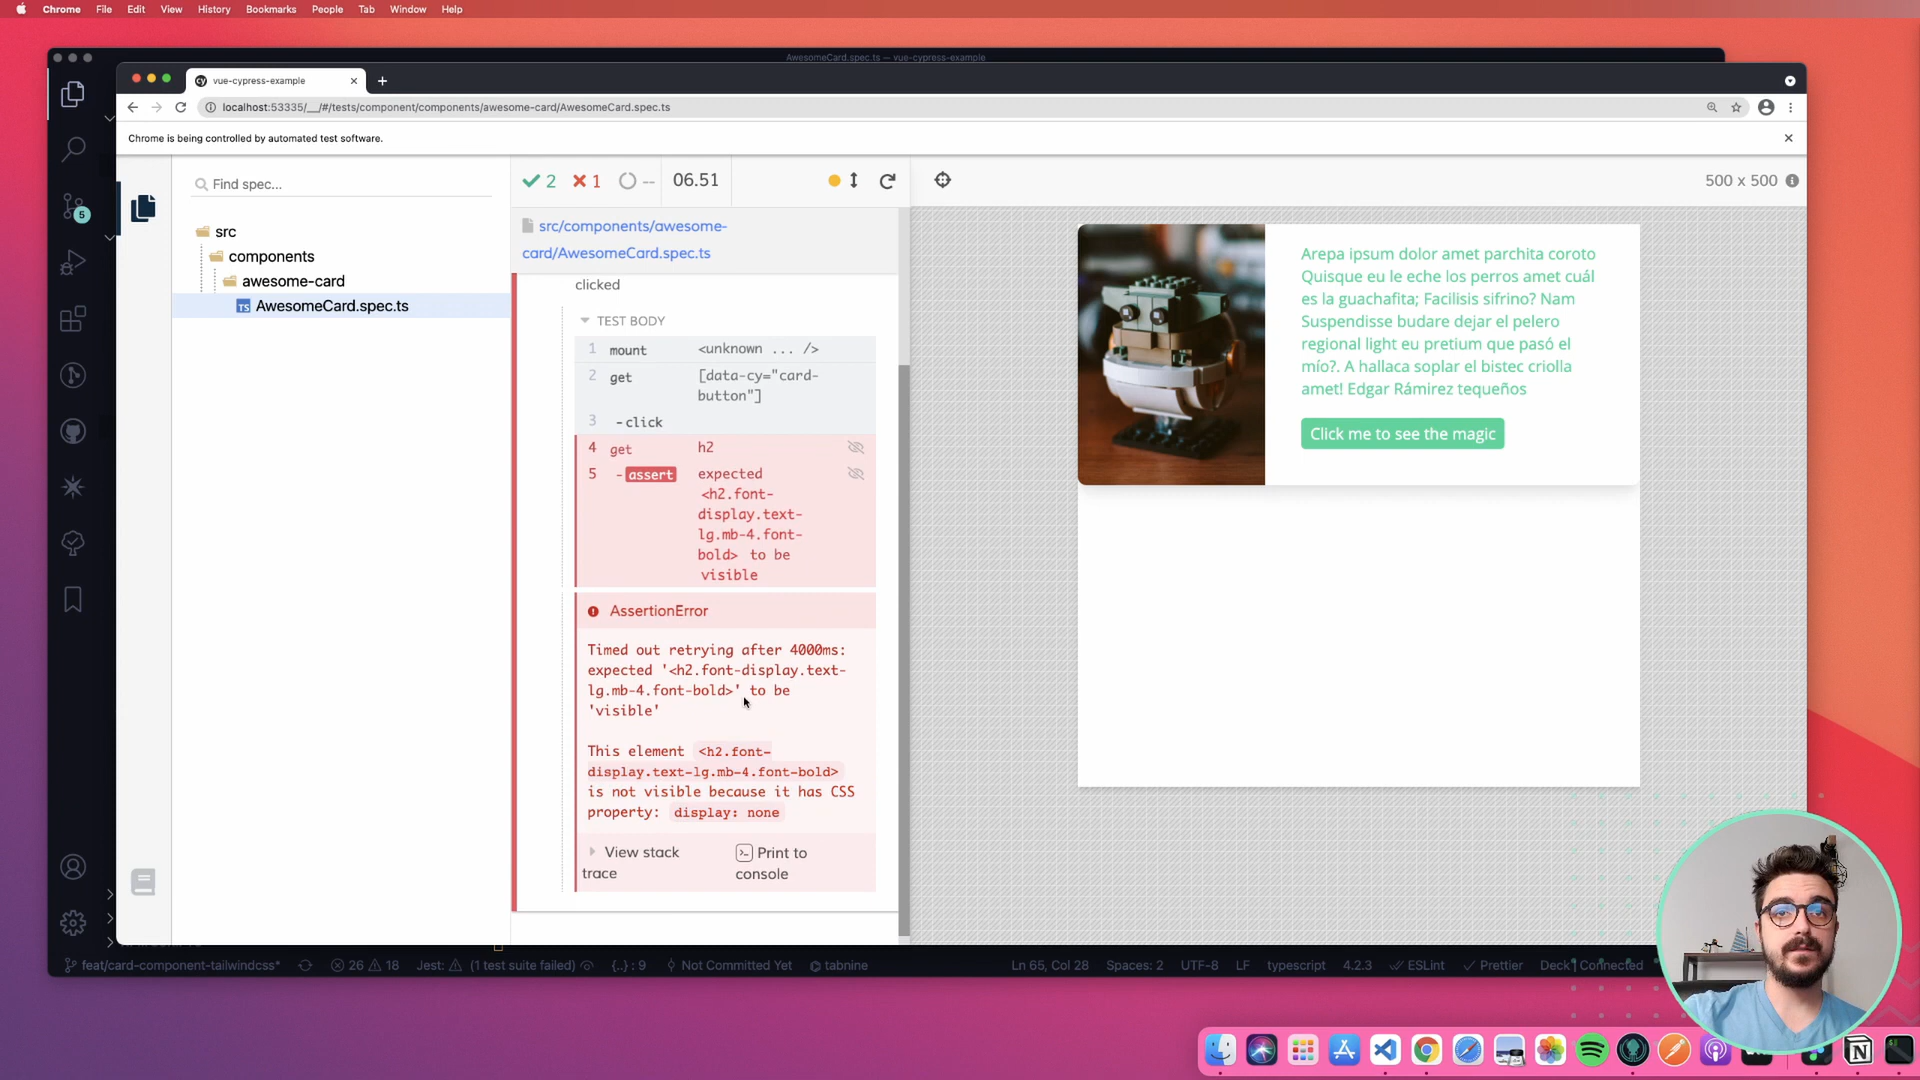 Chrome File Edit View History Bookmarks People Tab Window Help
AwesomeCard.spec.ts — vue-cypress-example
vue-cypress-example
localhost:53335/__/#/tests/component/components/awesome-card/AwesomeCard.spec.ts
Chrome is being controlled by automated test software.
Find spec...
src
components
awesome-card
TS AwesomeCard.spec.ts
2 1 -- 06.51
500 x 500
src/components/awesome-
card/AwesomeCard.spec.ts
clicked
TEST BODY
1 mount <unknown ... />
2 get [data-cy="card-
button"]
3 -click
4 get h2
5 -assert expected
<h2.font-
display.text-
lg.mb-4.font-
bold> to be
visible
AssertionError
Timed out retrying after 4000ms:
expected '<h2.font-display.text-
lg.mb-4.font-bold>' to be
'visible'
This element <h2.font-
display.text-lg.mb-4.font-bold>
is not visible because it has CSS
property: display: none
View stack
trace
Print to
console
Arepa ipsum dolor amet parchita coroto
Quisque eu le eche los perros amet cuál
es la guachafita; Facilisis sifrino? Nam
Suspendisse budare dejar el pelero
regional light eu pretium que pasó el
mío?. A hallaca soplar el bistec criolla
amet! Edgar Rámirez tequeños
Click me to see the magic
5
feat/card-component-tailwindcss* 26 18 Jest: (1 test suite failed) {..} : 9 Not Committed Yet tabnine Ln 65, Col 28 Spaces: 2 UTF-8 LF typescript 4.2.3 ESLint Prettier Deck Connected